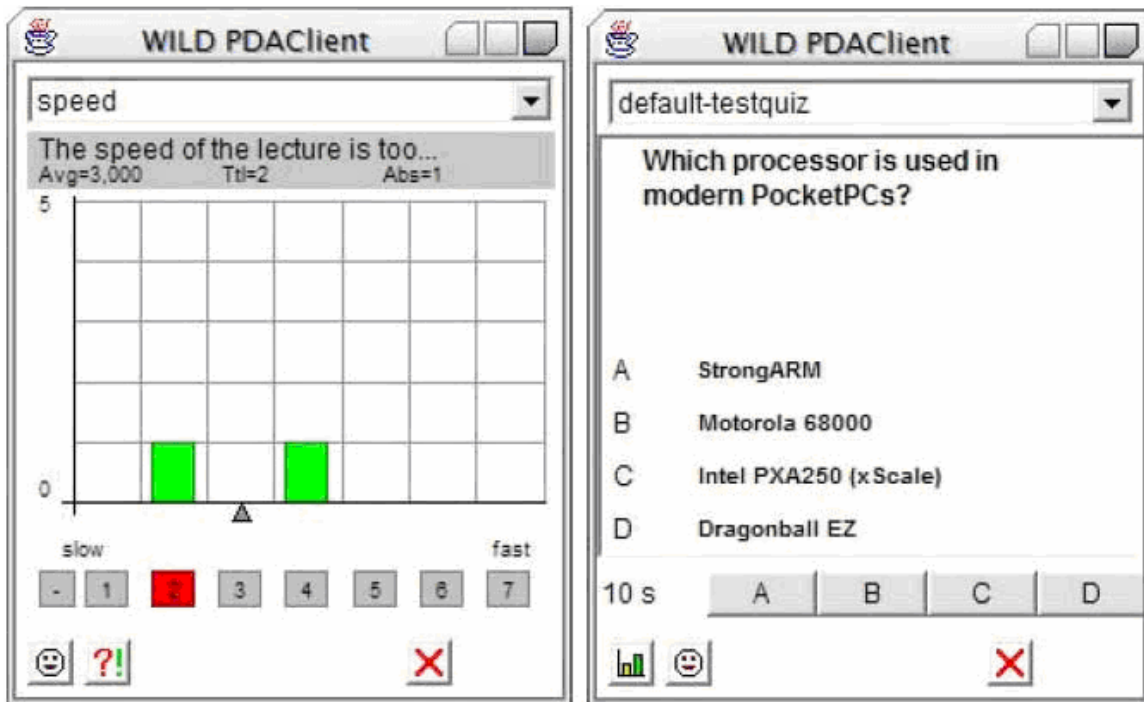 WILD PDAClient
speed
The speed of the lecture is too...
Avg=3,000 Ttl=2 Abs=1
5
0
slow fast
- 1 2 3 4 5 6 7
?!
WILD PDAClient
default-testquiz
Which processor is used in
modern PocketPCs?
A StrongARM
B Motorola 68000
C Intel PXA250 (xScale)
D Dragonball EZ
10 s A B C D